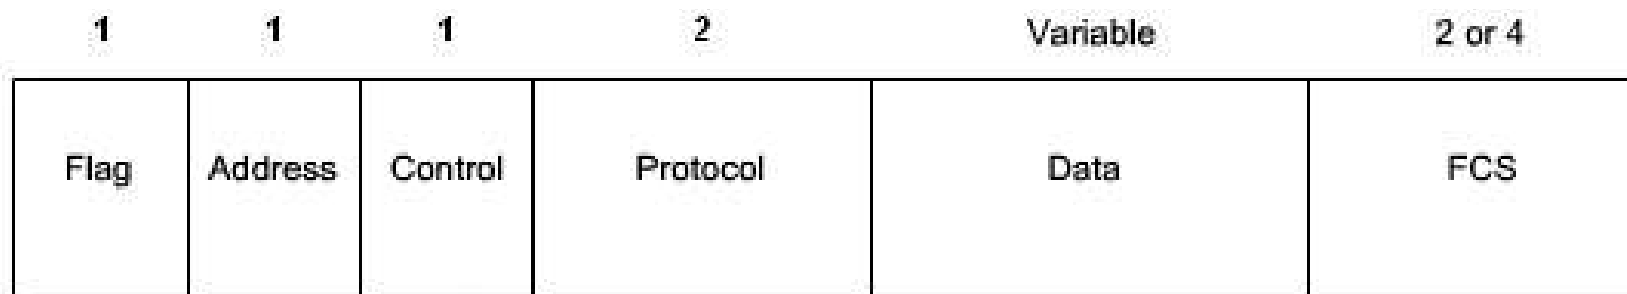 1 1 1 2 Variable 2 or 4
Flag Address Control Protocol Data FCS